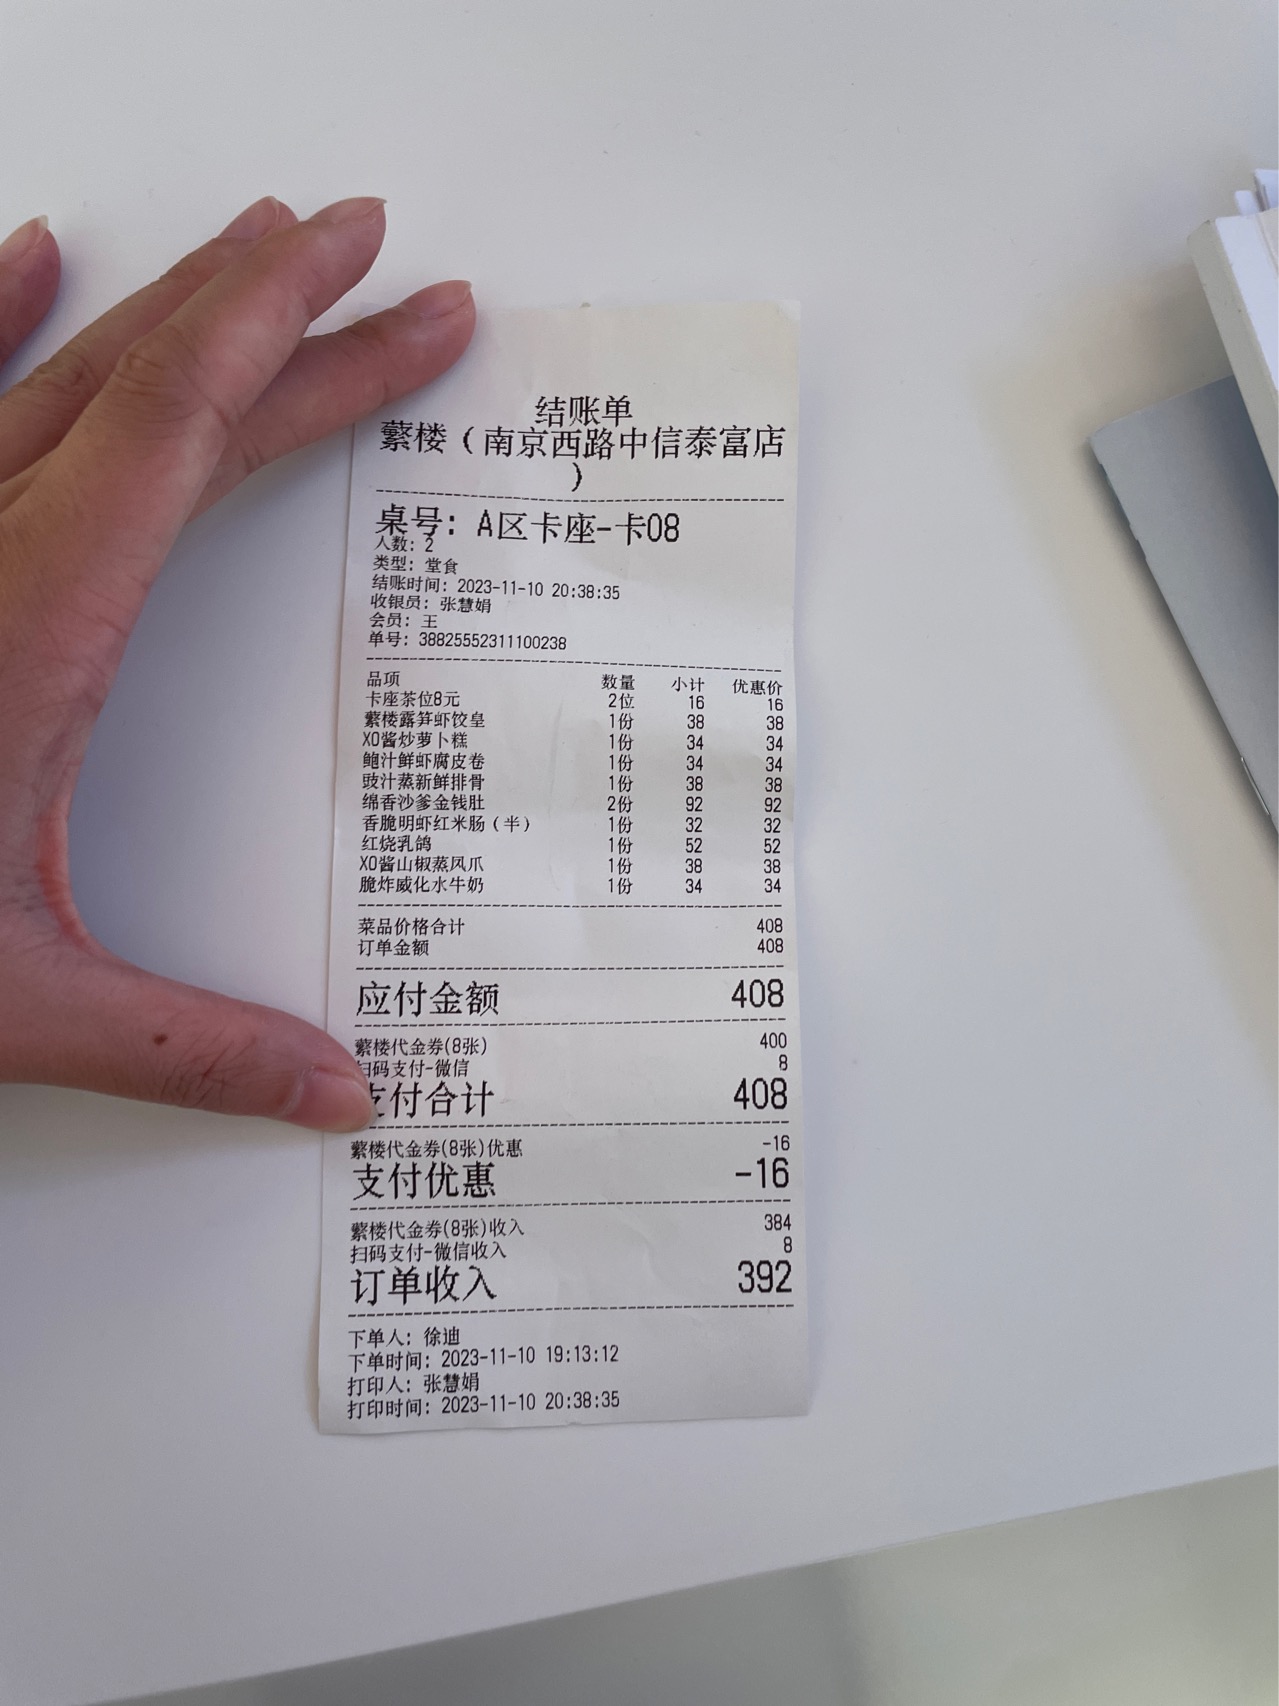 结账单
蘩楼（南京西路中信泰富店
）
桌号: A区卡座-卡08
人数: 2
类型: 堂食
结账时间: 2023-11-10 20:38:35
收银员: 张慧娟
会员: 王
单号: 38825552311100238
品项 数量 小计 优惠价
卡座茶位8元 2位 16 16
蘩楼露笋虾饺皇 1份 38 38
XO酱炒萝卜糕 1份 34 34
鲍汁鲜虾腐皮卷 1份 34 34
豉汁蒸新鲜排骨 1份 38 38
绵香沙爹金钱肚 2份 92 92
香脆明虾红米肠（半） 1份 32 32
红烧乳鸽 1份 52 52
XO酱山椒蒸凤爪 1份 38 38
脆炸威化水牛奶 1份 34 34
菜品价格合计 408
订单金额 408
应付金额 408
蘩楼代金券(8张) 400
扫码支付-微信 8
支付合计 408
蘩楼代金券(8张)优惠 -16
支付优惠 -16
蘩楼代金券(8张)收入 384
扫码支付-微信收入 8
订单收入 392
下单人: 徐迪
下单时间: 2023-11-10 19:13:12
打印人: 张慧娟
打印时间: 2023-11-10 20:38:35